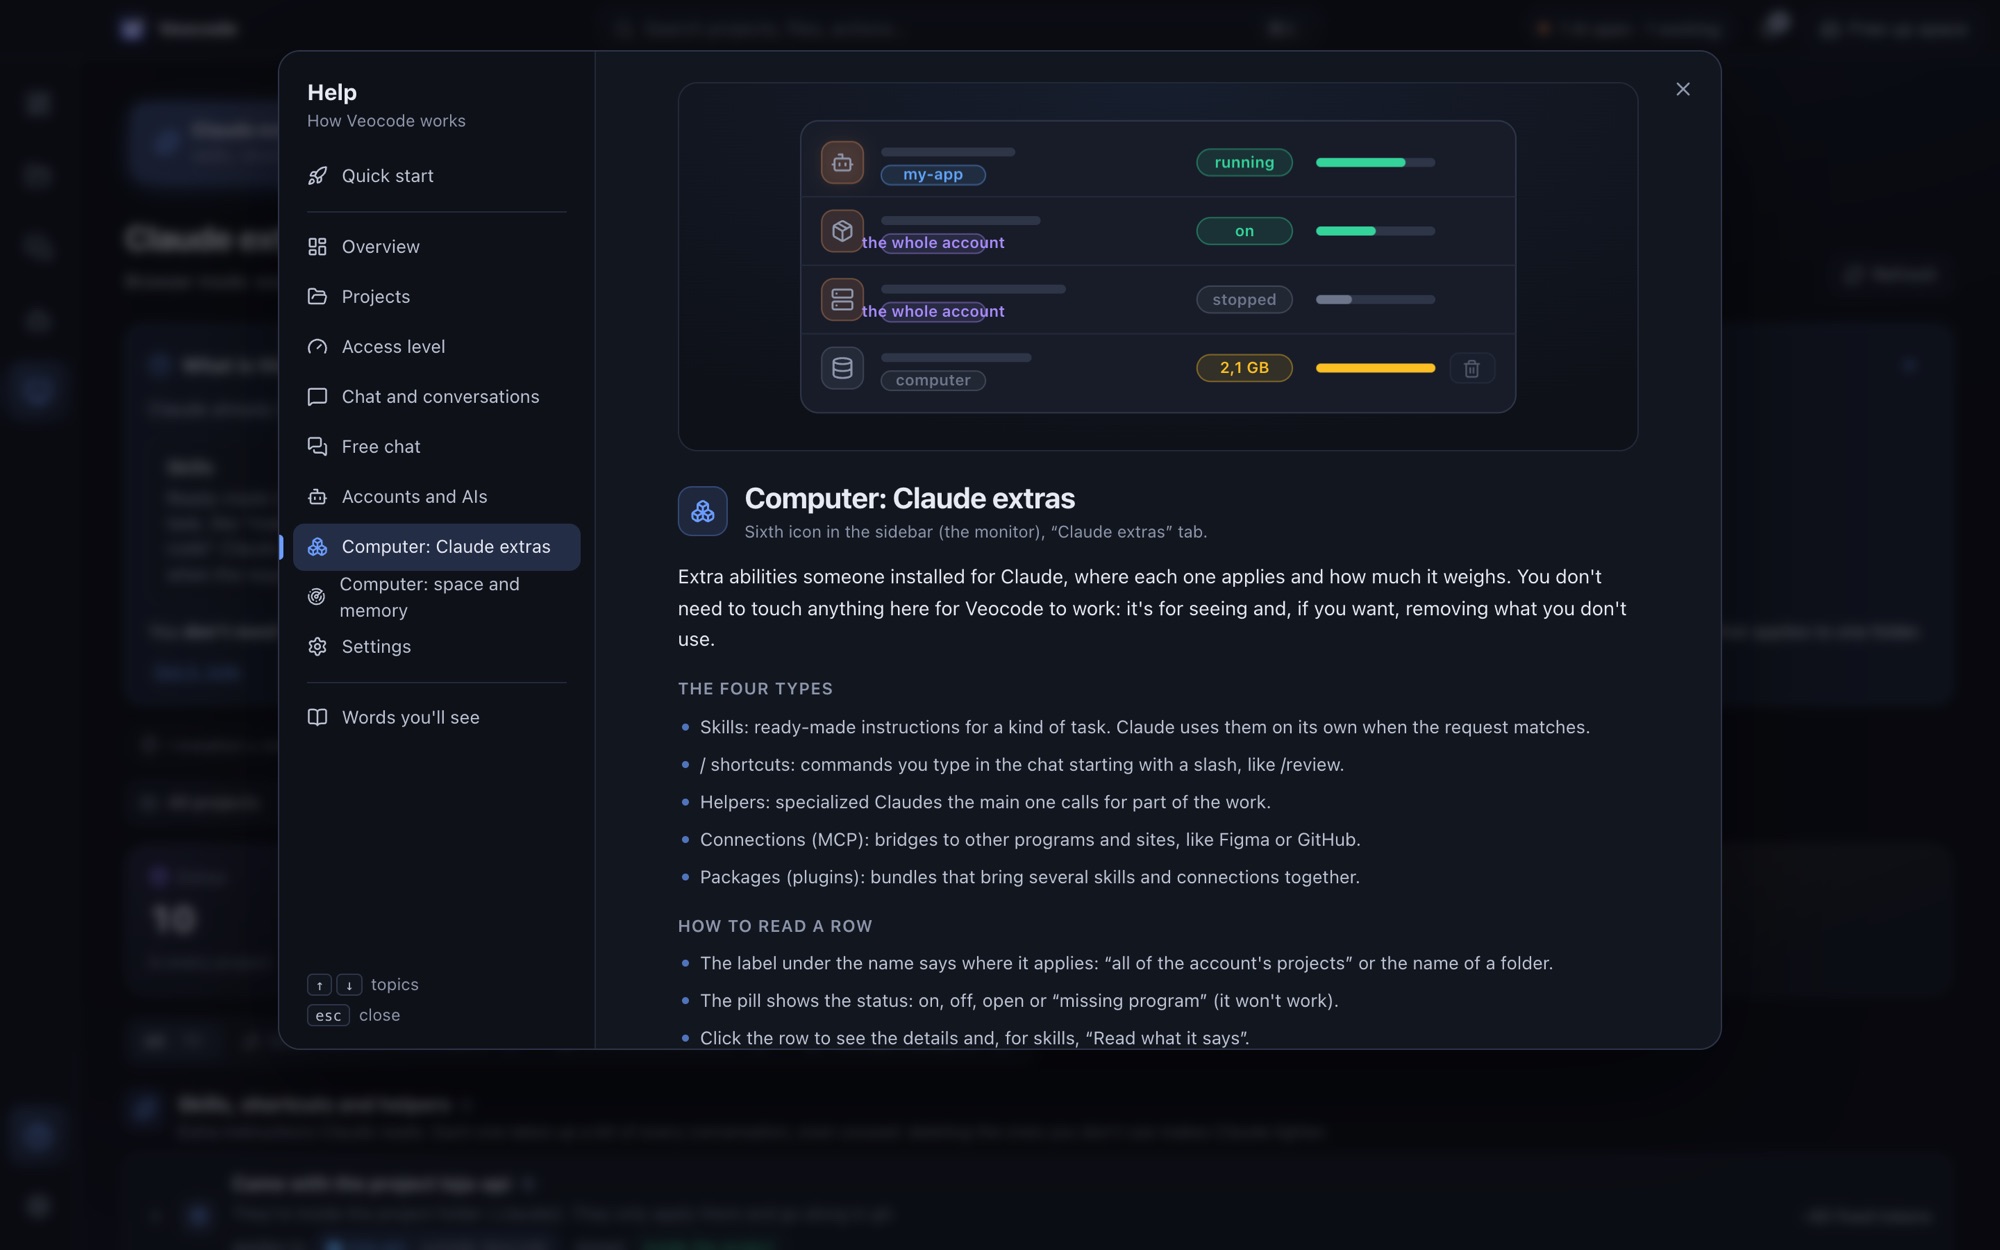 Help
How Veocode works
Quick start
Overview
Projects
Access level
Chat and conversations
Free chat
Accounts and AIs
Computer: Claude extras
Computer: space and
memory
Settings
Words you'll see
↑ ↓ topics
esc close
my-app
running
the whole account
on
the whole account
stopped
computer
2,1 GB
Computer: Claude extras
Sixth icon in the sidebar (the monitor), “Claude extras” tab.
Extra abilities someone installed for Claude, where each one applies and how much it weighs. You don't
need to touch anything here for Veocode to work: it's for seeing and, if you want, removing what you don't
use.
THE FOUR TYPES
• Skills: ready-made instructions for a kind of task. Claude uses them on its own when the request matches.
• / shortcuts: commands you type in the chat starting with a slash, like /review.
• Helpers: specialized Claudes the main one calls for part of the work.
• Connections (MCP): bridges to other programs and sites, like Figma or GitHub.
• Packages (plugins): bundles that bring several skills and connections together.
HOW TO READ A ROW
• The label under the name says where it applies: “all of the account's projects” or the name of a folder.
• The pill shows the status: on, off, open or “missing program” (it won't work).
• Click the row to see the details and, for skills, “Read what it says”.